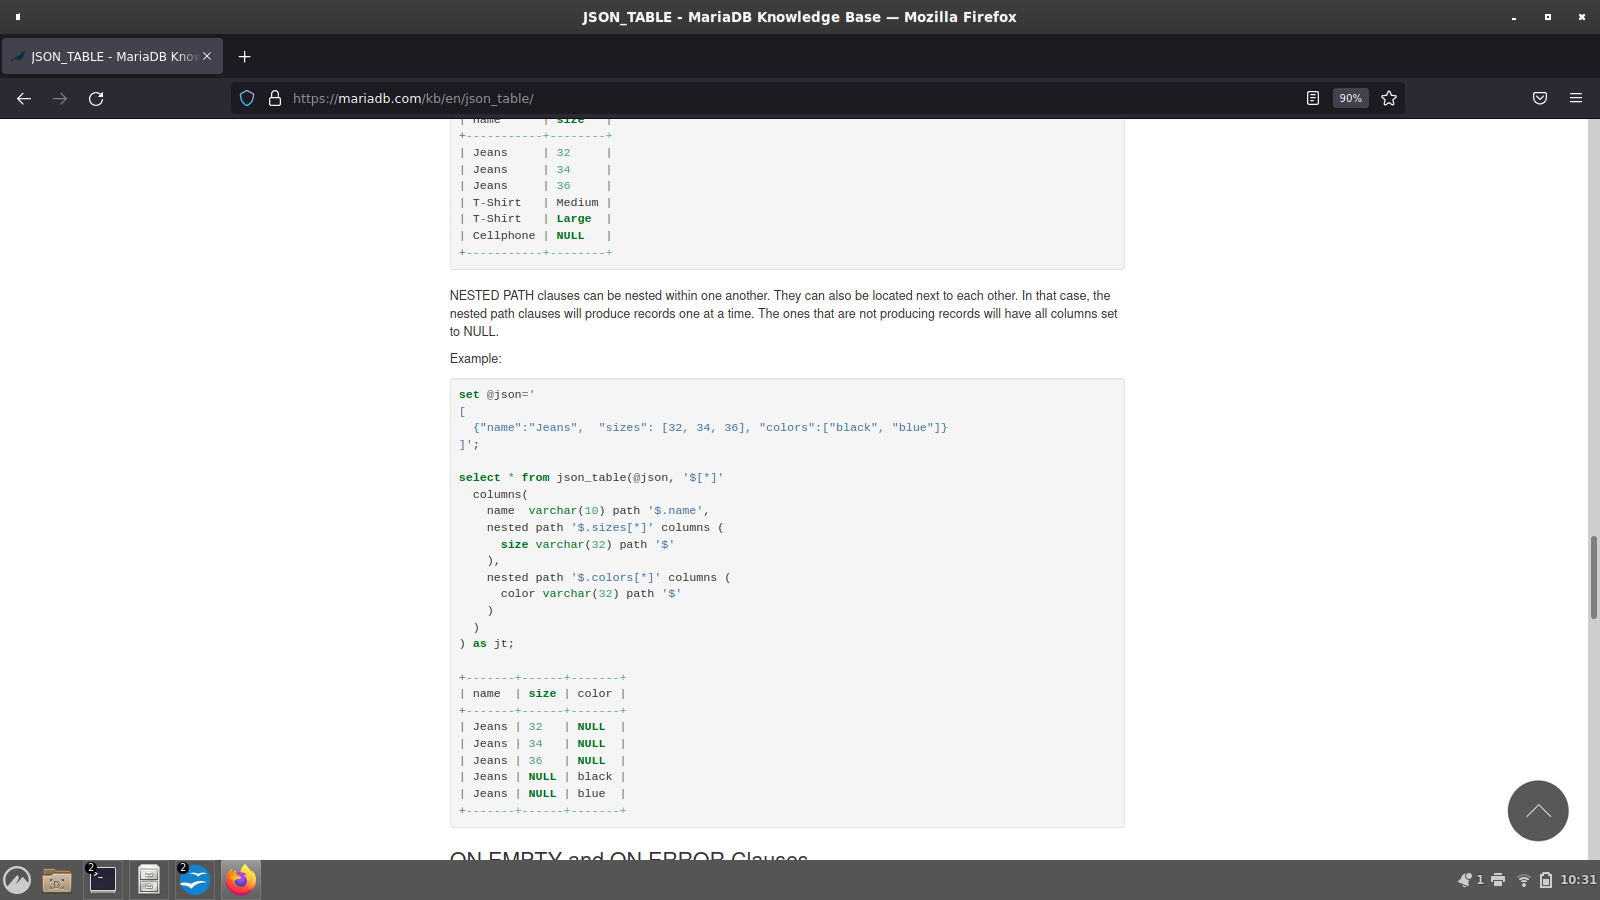 JSON_TABLE - MariaDB Knowledge Base — Mozilla Firefox
JSON_TABLE - MariaDB Know
https://mariadb.com/kb/en/json_table/
90%
| name      | size   |
+-----------+--------+
| Jeans     | 32     |
| Jeans     | 34     |
| Jeans     | 36     |
| T-Shirt   | Medium |
| T-Shirt   | Large  |
| Cellphone | NULL   |
+-----------+--------+
NESTED PATH clauses can be nested within one another. They can also be located next to each other. In that case, the
nested path clauses will produce records one at a time. The ones that are not producing records will have all columns set
to NULL.
Example:
set @json='
[
  {"name":"Jeans",  "sizes": [32, 34, 36], "colors":["black", "blue"]}
]';
select * from json_table(@json, '$[*]'
  columns(
    name  varchar(10) path '$.name',
    nested path '$.sizes[*]' columns (
      size varchar(32) path '$'
    ),
    nested path '$.colors[*]' columns (
      color varchar(32) path '$'
    )
  )
) as jt;
+-------+------+-------+
| name  | size | color |
+-------+------+-------+
| Jeans | 32   | NULL  |
| Jeans | 34   | NULL  |
| Jeans | 36   | NULL  |
| Jeans | NULL | black |
| Jeans | NULL | blue  |
+-------+------+-------+
ON EMPTY and ON ERROR Clauses
2
2
1
10:31